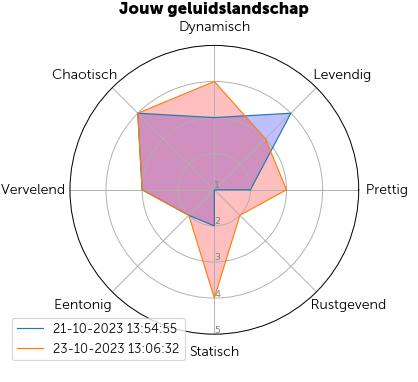 Jouw geluidslandschap
Dynamisch
Chaotisch
Levendig
Vervelend
1
Prettig
2
3
4
Eentonig
Rustgevend
5
21-10-2023 13:54:55
23-10-2023 13:06:32
Statisch